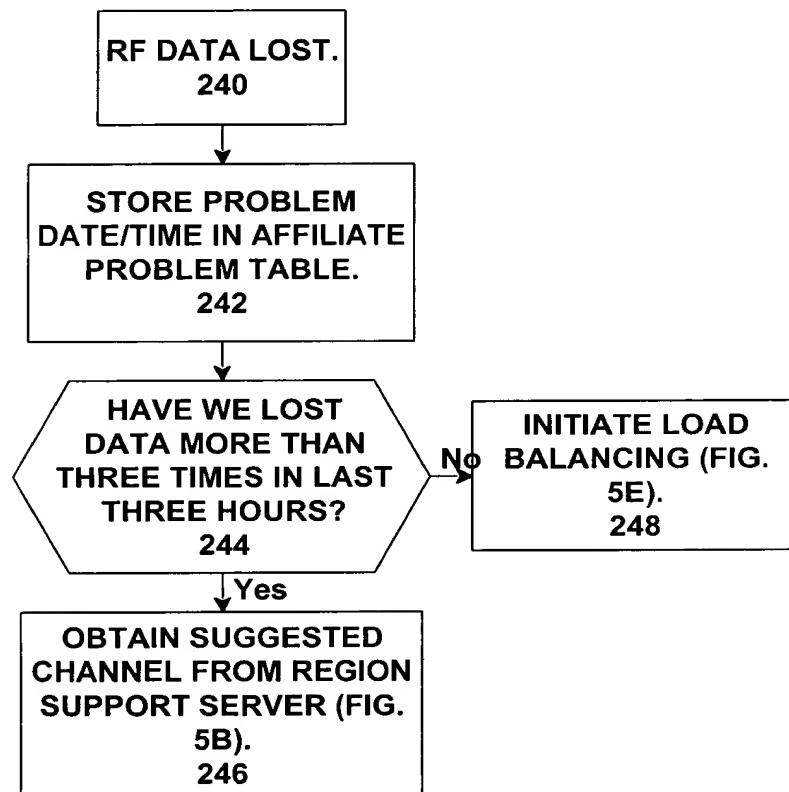 RF DATA LOST.
240
STORE PROBLEM
DATE/TIME IN AFFILIATE
PROBLEM TABLE.
242
HAVE WE LOST
DATA MORE THAN
THREE TIMES IN LAST
THREE HOURS?
244
No
INITIATE LOAD
BALANCING (FIG.
5E).
248
Yes
OBTAIN SUGGESTED
CHANNEL FROM REGION
SUPPORT SERVER (FIG.
5B).
246